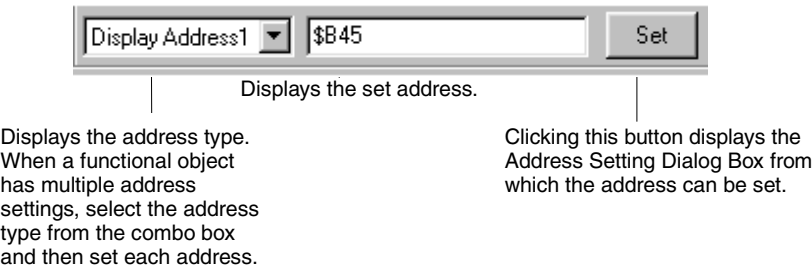 Display Address1 $B45 Set
Displays the set address.
Displays the address type.
When a functional object
has multiple address
settings, select the address
type from the combo box
and then set each address.
Clicking this button displays the
Address Setting Dialog Box from
which the address can be set.